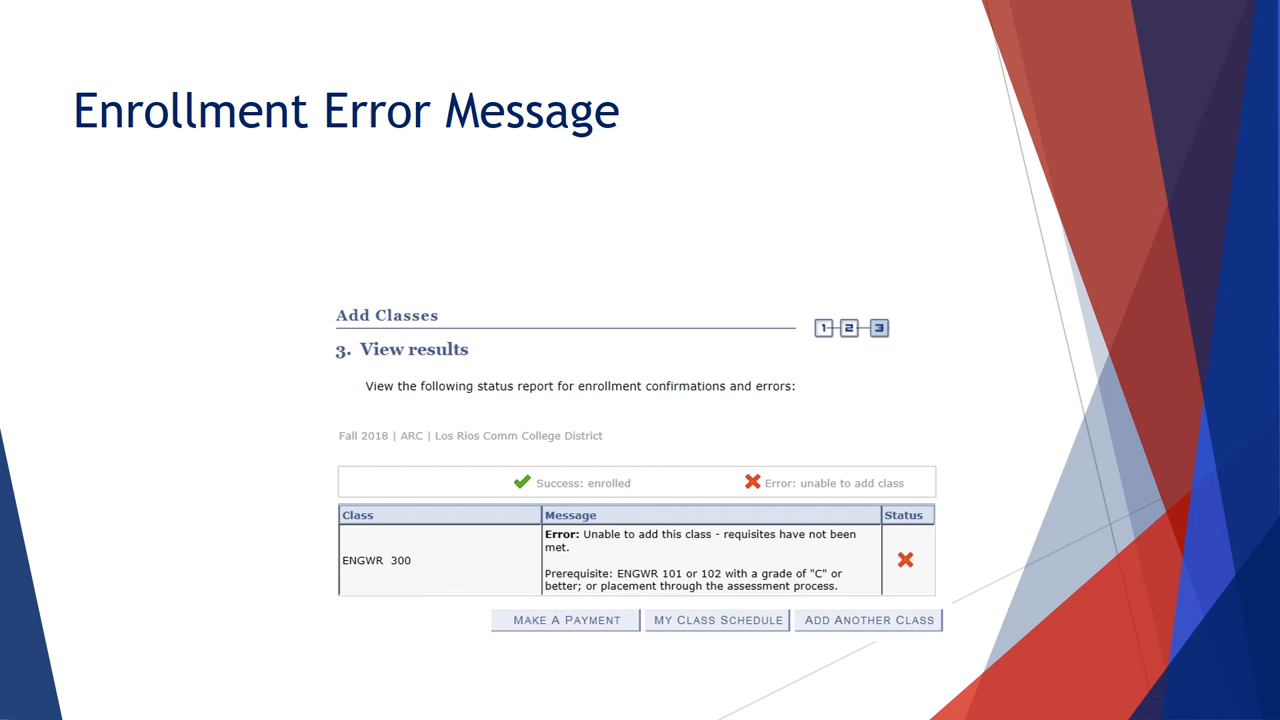 Enrollment Error Message
Add Classes
1 2 3
3. View results
View the following status report for enrollment confirmations and errors:
Fall 2018 | ARC | Los Rios Comm College District
Success: enrolled Error: unable to add class
Class Message Status
ENGWR 300
Error: Unable to add this class - requisites have not been
met.
Prerequisite: ENGWR 101 or 102 with a grade of "C" or
better; or placement through the assessment process.
MAKE A PAYMENT MY CLASS SCHEDULE ADD ANOTHER CLASS